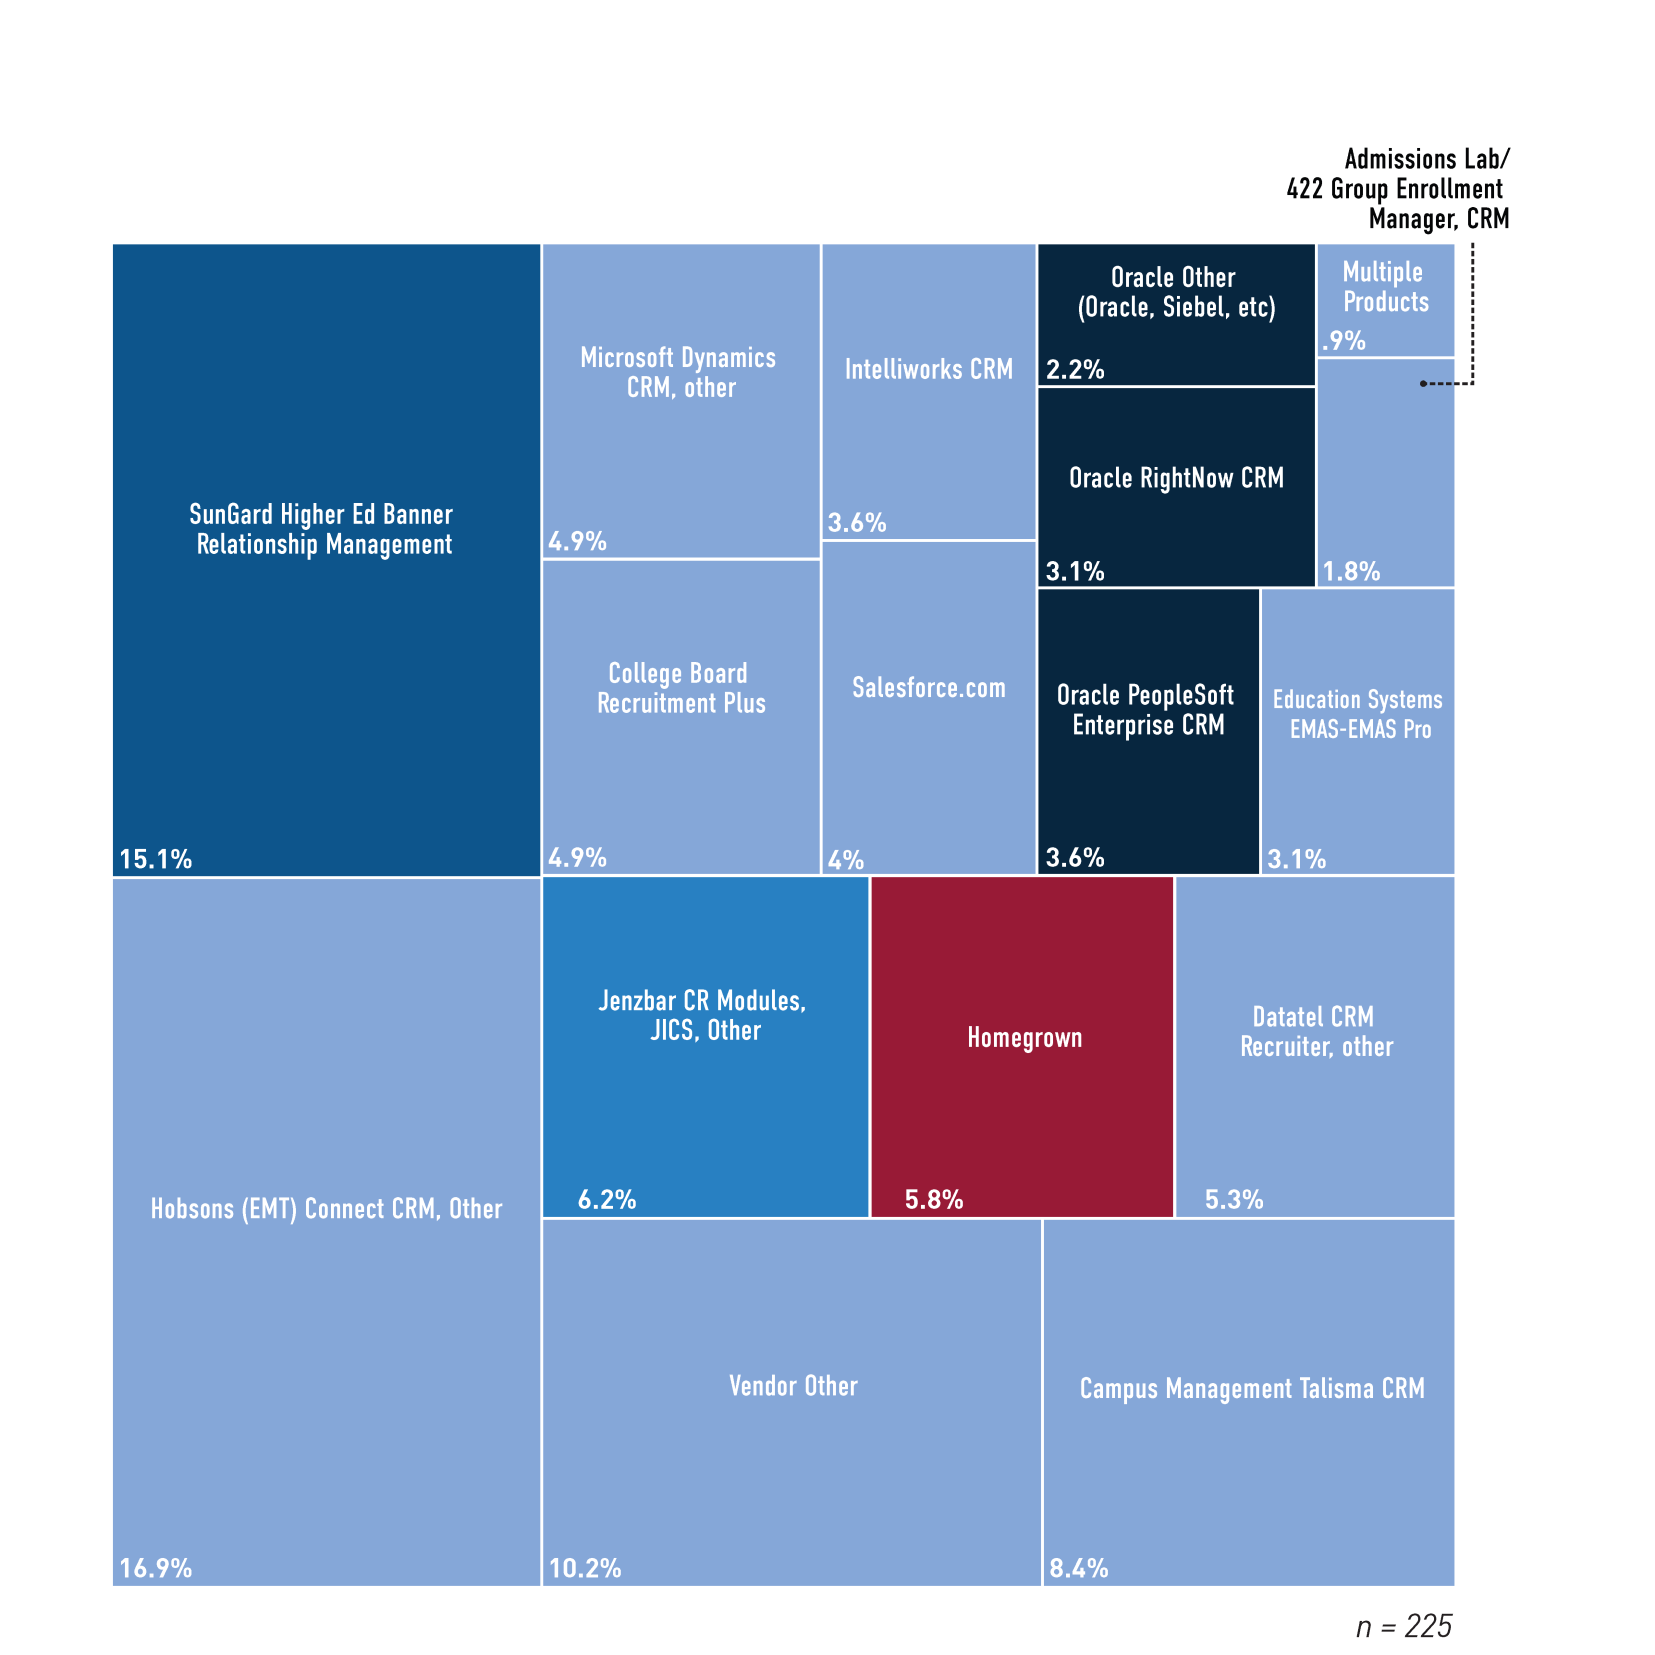 Admissions Lab/
422 Group Enrollment
Manager, CRM
SunGard Higher Ed Banner
Relationship Management
15.1%
Microsoft Dynamics
CRM, other
4.9%
Intelliworks CRM
3.6%
Oracle Other
(Oracle, Siebel, etc)
2.2%
Multiple
Products
.9%
Oracle RightNow CRM
3.1%
1.8%
College Board
Recruitment Plus
4.9%
Salesforce.com
4%
Oracle PeopleSoft
Enterprise CRM
3.6%
Education Systems
EMAS-EMAS Pro
3.1%
Hobsons (EMT) Connect CRM, Other
16.9%
Jenzbar CR Modules,
JICS, Other
6.2%
Homegrown
5.8%
Datatel CRM
Recruiter, other
5.3%
Vendor Other
10.2%
Campus Management Talisma CRM
8.4%
n = 225